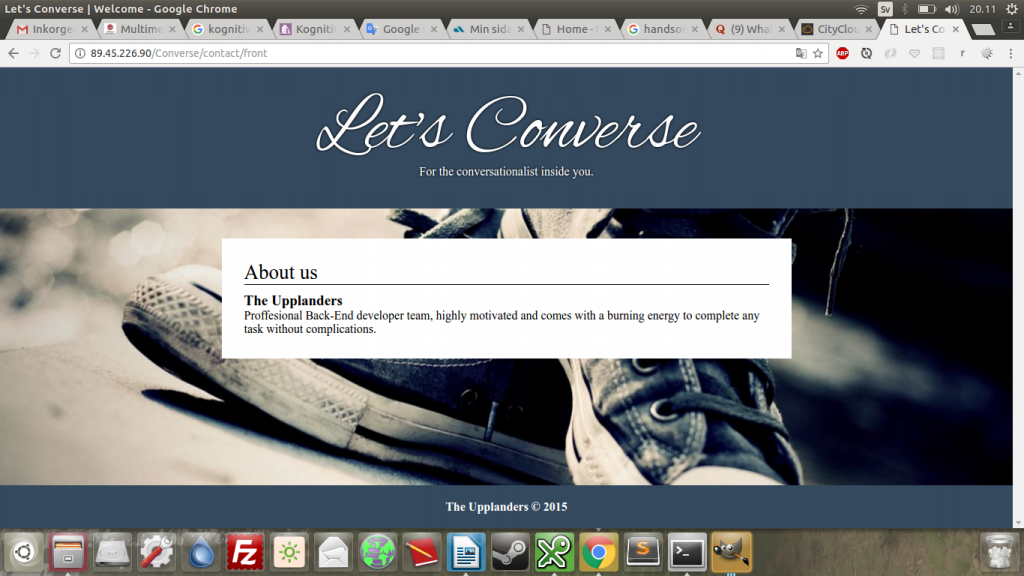 Let's Converse | Welcome - Google Chrome
Sv 20.11
Inkorge Multime kognitiv Kogniti Google Min sida Home - handso (9) Wha CityClou Let's Co
89.45.226.90/Converse/contact/front ABP r
Let's Converse
For the conversationalist inside you.
About us
The Upplanders
Proffesional Back-End developer team, highly motivated and comes with a burning energy to complete any
task without complications.
The Upplanders © 2015